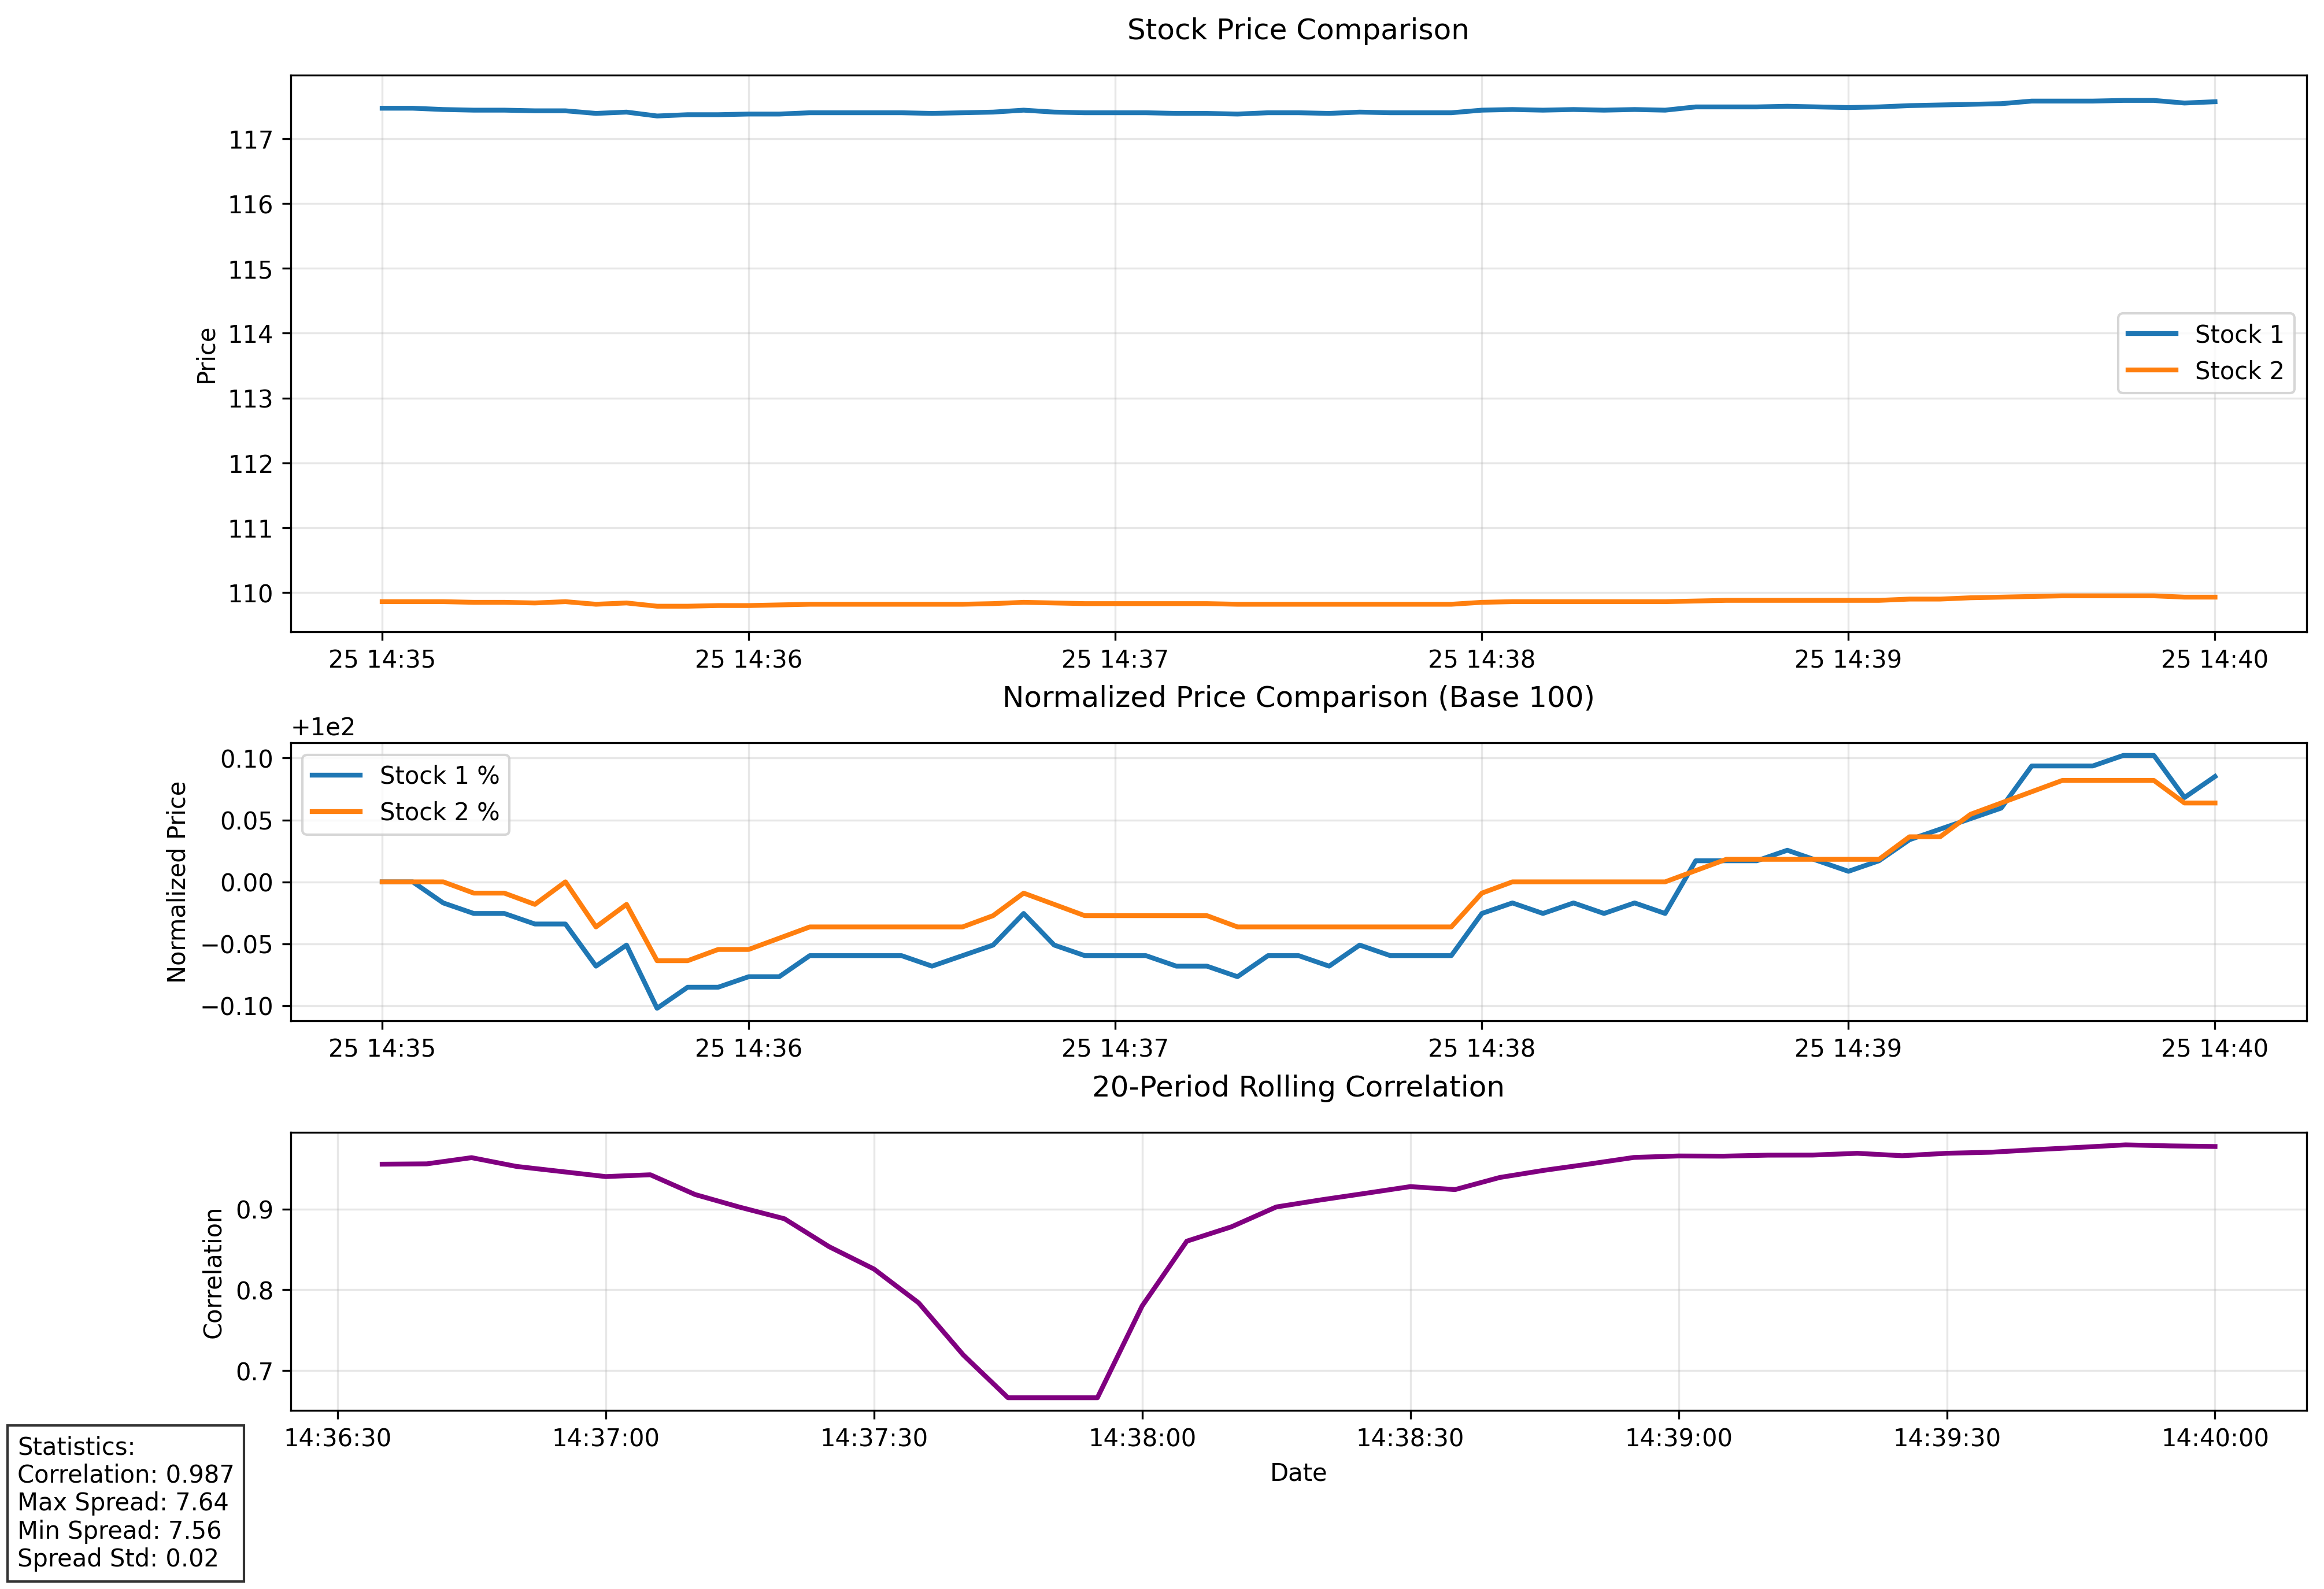 Stock Price Comparison
117
116
115
114
113
112
111
110
Price
Stock 1
Stock 2
25 14:35 25 14:36 25 14:37 25 14:38 25 14:39 25 14:40
Normalized Price Comparison (Base 100)
+1e2
0.10
0.05
0.00
−0.05
−0.10
Normalized Price
Stock 1 %
Stock 2 %
25 14:35 25 14:36 25 14:37 25 14:38 25 14:39 25 14:40
20-Period Rolling Correlation
0.9
0.8
0.7
Correlation
14:36:30 14:37:00 14:37:30 14:38:00 14:38:30 14:39:00 14:39:30 14:40:00
Date
Statistics:
Correlation: 0.987
Max Spread: 7.64
Min Spread: 7.56
Spread Std: 0.02